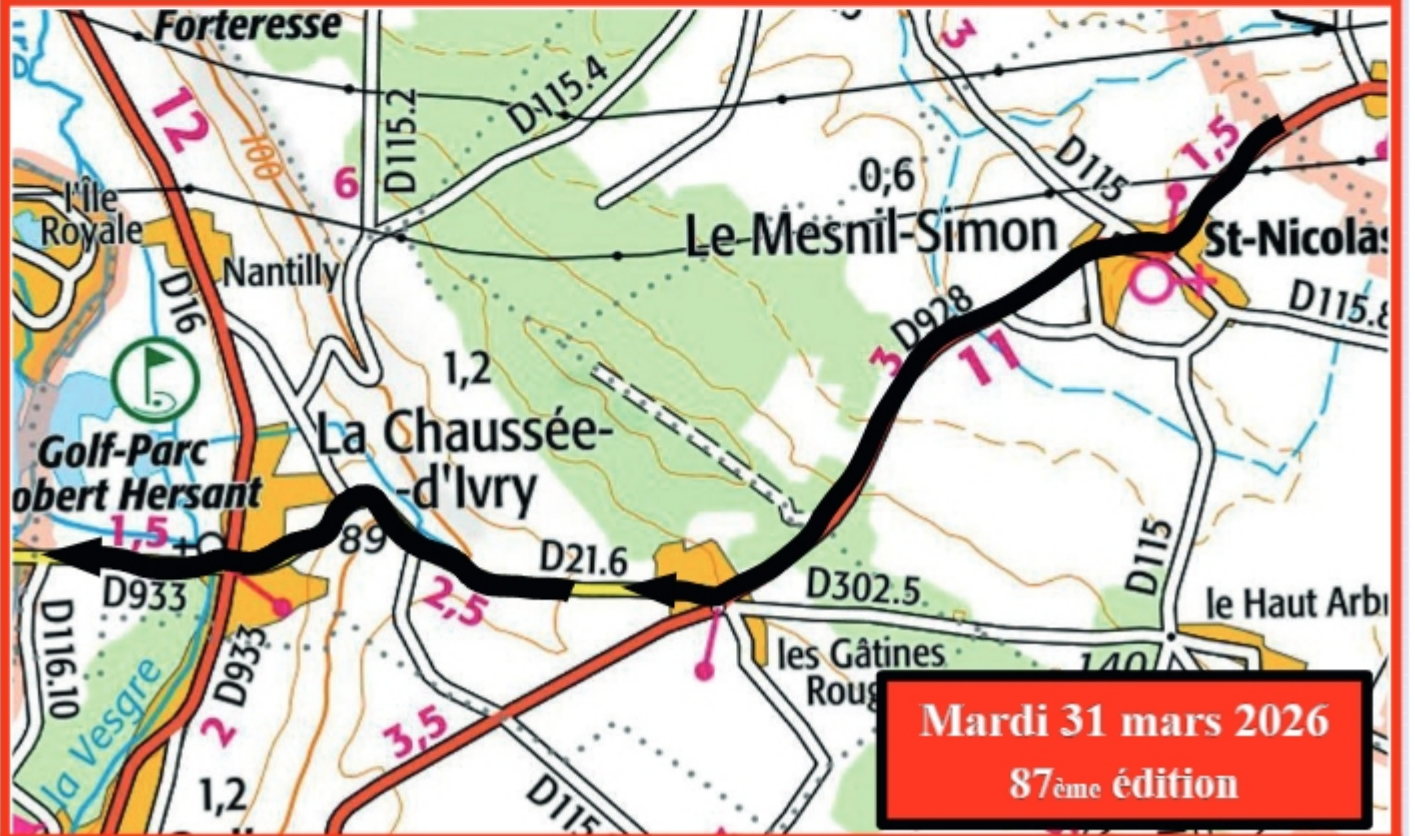 Forteresse
12
100
D115.2
D115.4
6
3
1,5
D115
0,6
l'Île
Royale
Nantilly
D16
Le Mesnil-Simon
St-Nicolas
D115.8
D928
3
11
1,2
La Chaussée-
-d'Ivry
Golf-Parc
obert Hersant
1,5
89
D933
D21.6
2,5
D302.5
D115
le Haut Arb
les Gâtines
Roug
140
D116.10
la Vesgre
D933
2
1,2
3,5
D115
Mardi 31 mars 2026
87ème édition